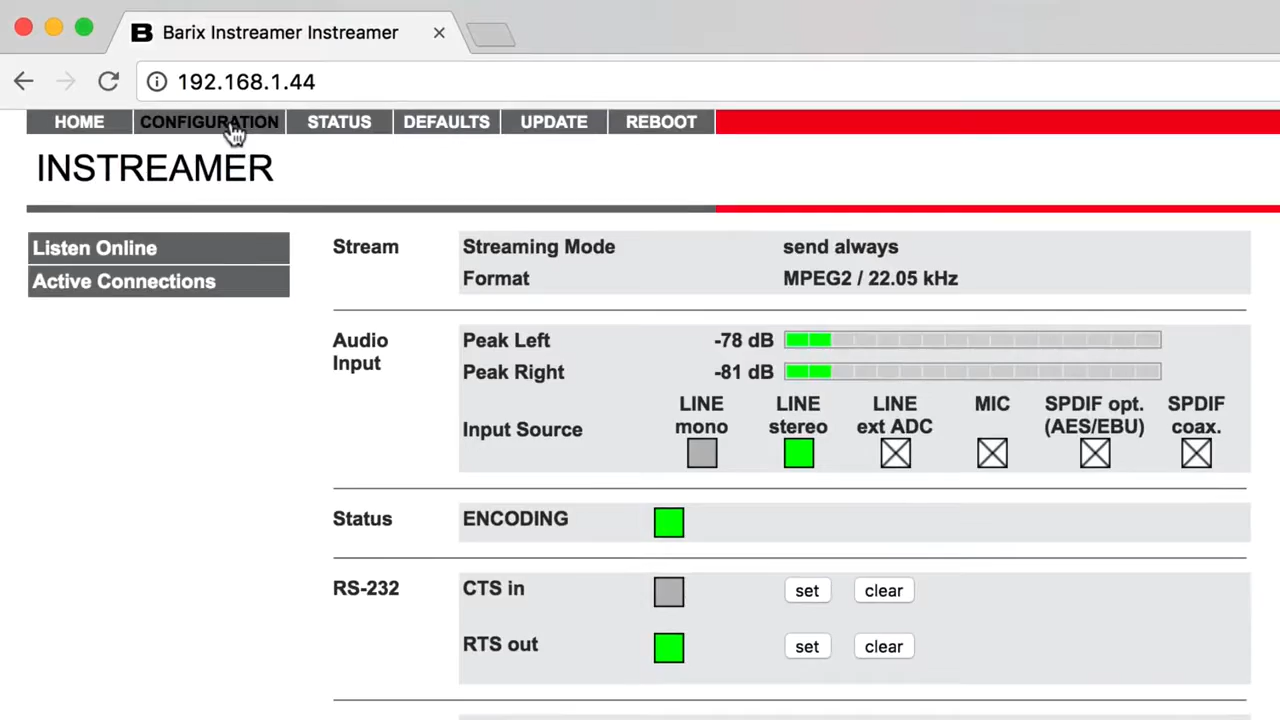 B Barix Instreamer Instreamer
192.168.1.44
HOME CONFIGURATION STATUS DEFAULTS UPDATE REBOOT
INSTREAMER
Listen Online
Active Connections
Stream Streaming Mode send always
Format MPEG2 / 22.05 kHz
Audio Input
Peak Left -78 dB
Peak Right -81 dB
Input Source
LINE mono
LINE stereo
LINE ext ADC
MIC
SPDIF opt. (AES/EBU)
SPDIF coax.
Status ENCODING
RS-232 CTS in set clear
RTS out set clear